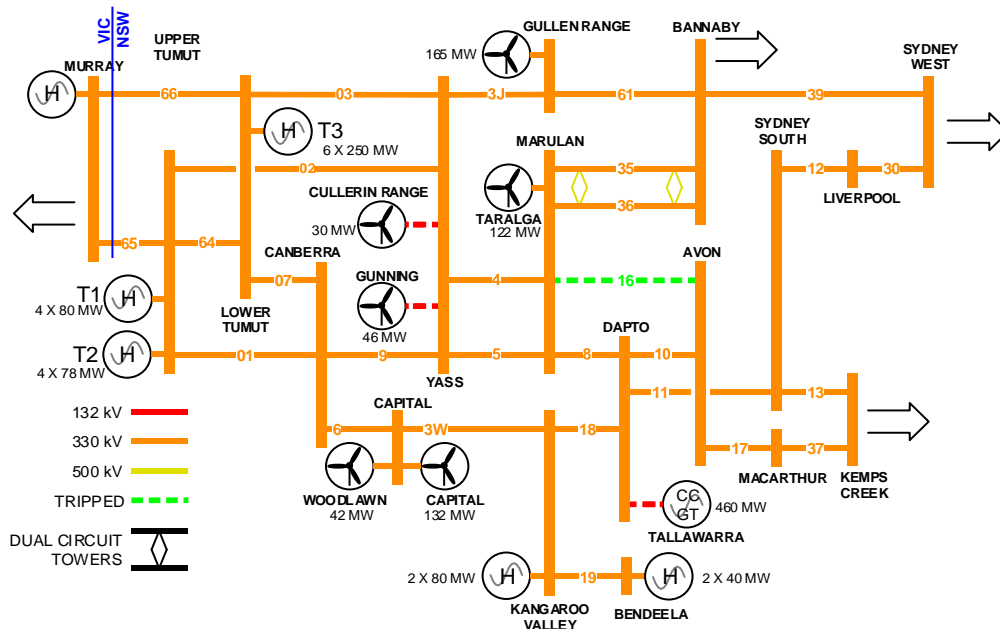 VIC
NSW
UPPER
TUMUT
MURRAY
GULLEN RANGE
BANNABY
SYDNEY
WEST
165 MW
H
66
03
3J
61
39
H
T3
6 X 250 MW
MARULAN
SYDNEY
SOUTH
02
35
12
30
LIVERPOOL
CULLERIN RANGE
30 MW
TARALGA
122 MW
36
65
64
CANBERRA
AVON
07
GUNNING
46 MW
4
16
T1
H
4 X 80 MW
LOWER
TUMUT
DAPTO
T2
H
4 X 78 MW
01
9
5
8
10
YASS
11
13
132 kV
330 kV
500 kV
TRIPPED
DUAL CIRCUIT
TOWERS
CAPITAL
6
3W
18
17
37
MACARTHUR
KEMPS
CREEK
WOODLAWN
42 MW
CAPITAL
132 MW
CC
GT
460 MW
TALLAWARRA
2 X 80 MW
H
19
H
2 X 40 MW
KANGAROO
VALLEY
BENDEELA